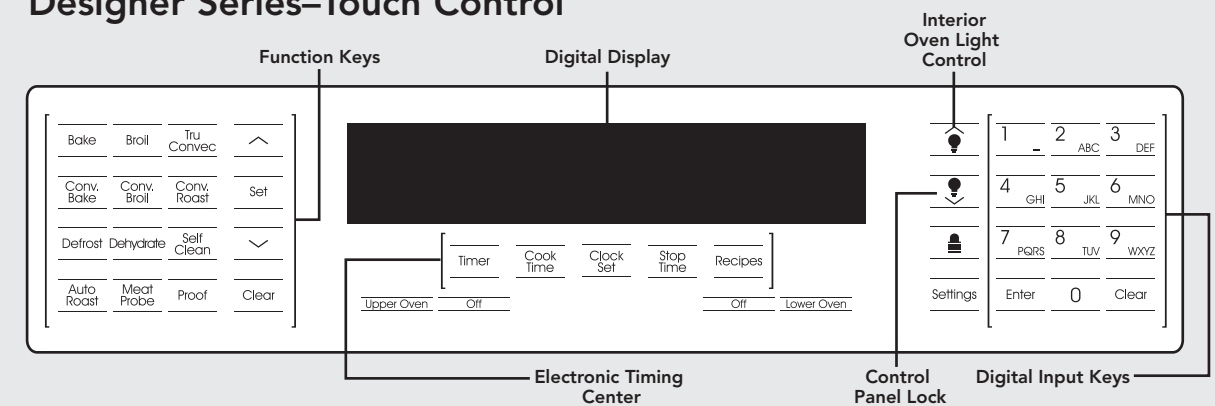 Designer Series–Touch Control
Interior
Oven Light
Control
Function Keys
Digital Display
Bake Broil Tru Convec
Conv. Bake Conv. Broil Conv. Roast Set
Defrost Dehydrate Self Clean
Auto Roast Meat Probe Proof Clear
Timer Cook Time Clock Set Stop Time Recipes
Upper Oven Off Off Lower Oven
Settings
1 - 2 ABC 3 DEF
4 GHI 5 JKL 6 MNO
7 PQRS 8 TUV 9 WXYZ
Enter 0 Clear
Electronic Timing
Center
Control
Panel Lock
Digital Input Keys